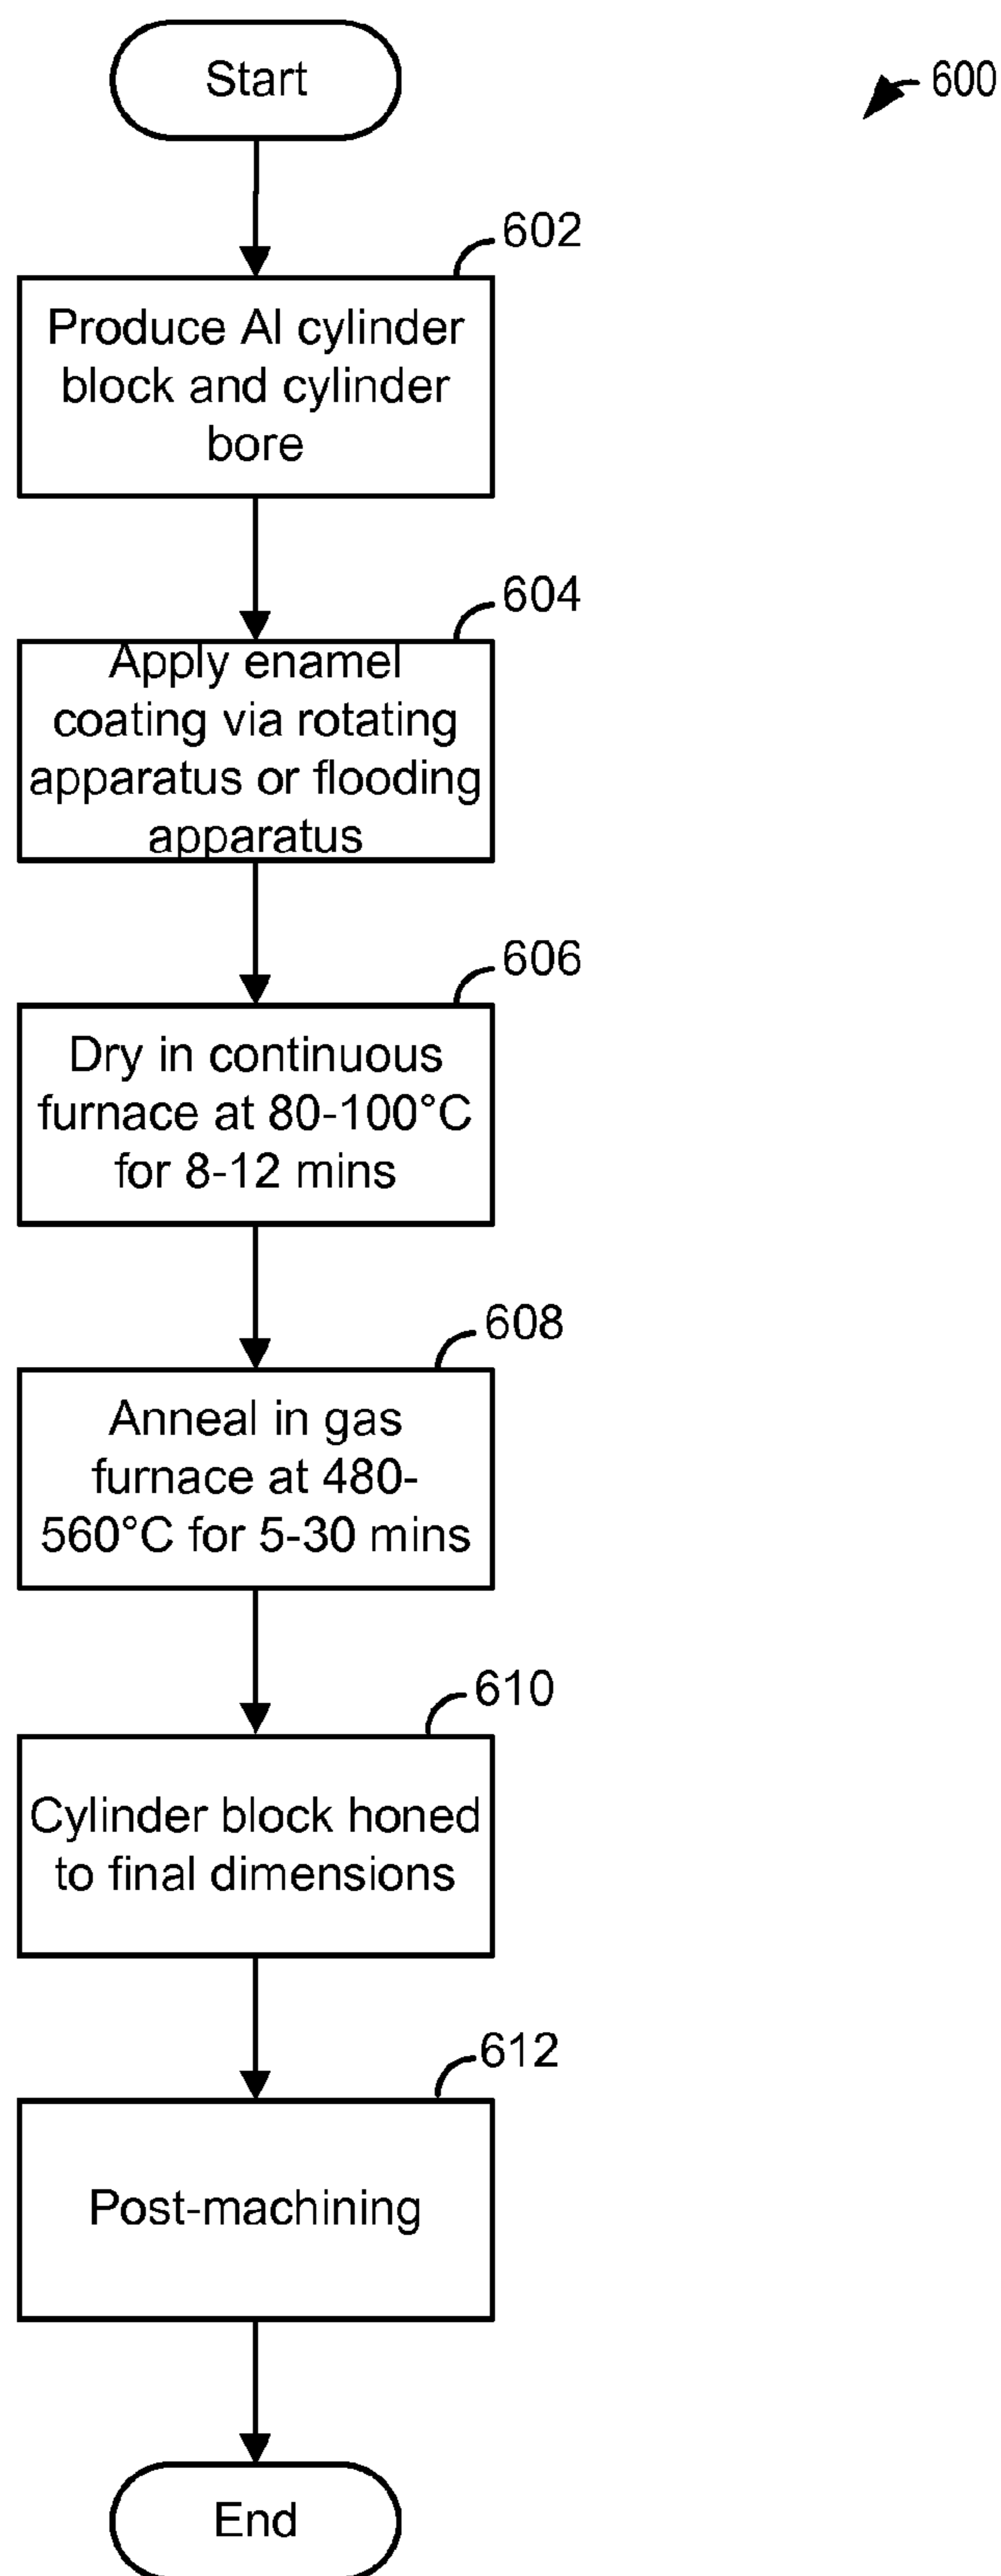 Start
600
602
Produce Al cylinder
block and cylinder
bore
604
Apply enamel
coating via rotating
apparatus or flooding
apparatus
606
Dry in continuous
furnace at 80-100°C
for 8-12 mins
608
Anneal in gas
furnace at 480-
560°C for 5-30 mins
610
Cylinder block honed
to final dimensions
612
Post-machining
End